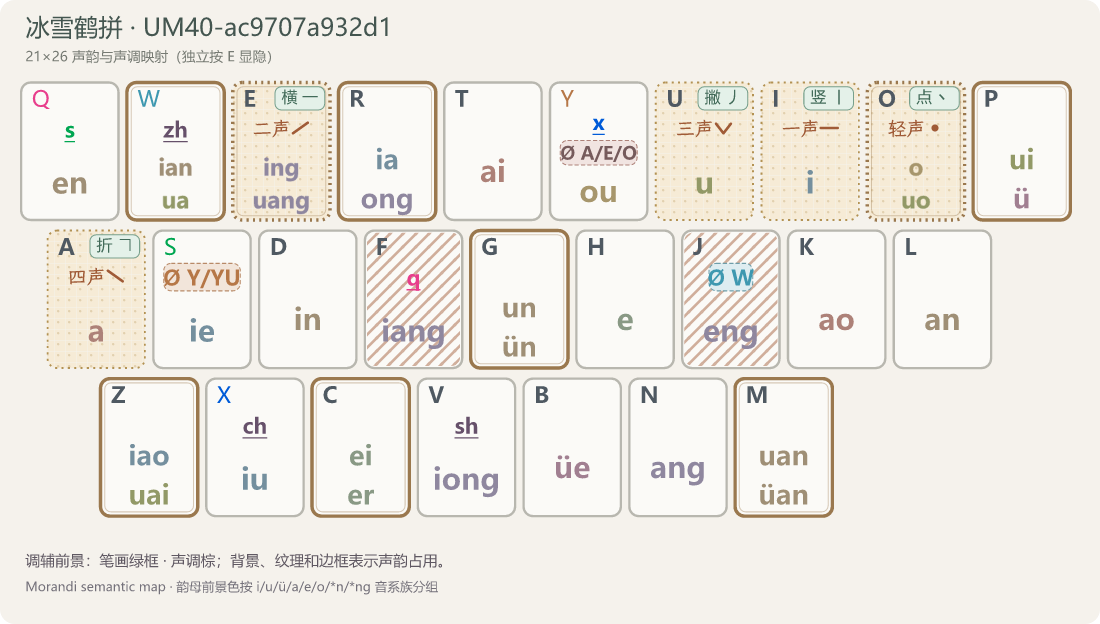 冰雪鹤拼 · UM40-ac9707a932d1
21×26 声韵与声调映射（独立按 E 显隐）
Q
s
en
W
zh
ian
ua
E 横 一
二声
ing
uang
R
ia
ong
T
ai
Y
x
Ø A/E/O
ou
U 撇 丿
三声
u
I 竖 丨
一声
i
O 点 丶
轻声
o
uo
P
ui
ü
A 折 ㇕
四声
a
S
Ø Y/YU
ie
D
in
F
q
iang
G
un
ün
H
e
J
Ø W
eng
K
ao
L
an
Z
iao
uai
X
ch
iu
C
ei
er
V
sh
iong
B
üe
N
ang
M
uan
üan
调辅前景：笔画绿框 · 声调棕；背景、纹理和边框表示声韵占用。
Morandi semantic map · 韵母前景色按 i/u/ü/a/e/o/*n/*ng 音系族分组